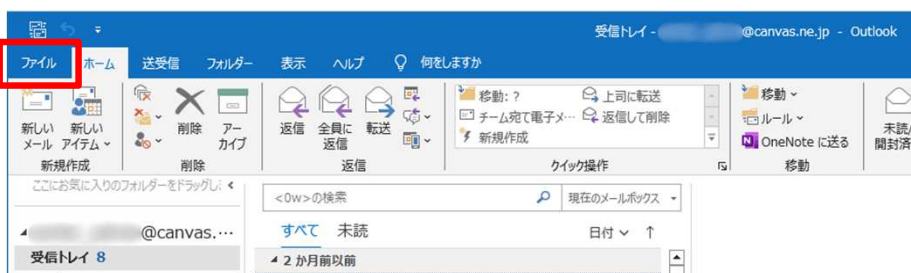 受信トレイ - @canvas.ne.jp - Outlook
ファイル ホーム 送受信 フォルダー 表示 ヘルプ 何をしますか
新しい メール
新しい アイテム
新規作成
削除
アー カイブ
削除
返信
全員に 返信
転送
返信
移動: ?
チーム宛て電子メ…
新規作成
上司に転送
返信して削除
クイック操作
移動
ルール
OneNote に送る
移動
未読/ 開封済
ここにお気に入りのフォルダーをドラッグし
<0w>の検索 現在のメールボックス
@canvas.…
すべて 未読 日付
受信トレイ 8
2 か月前以前